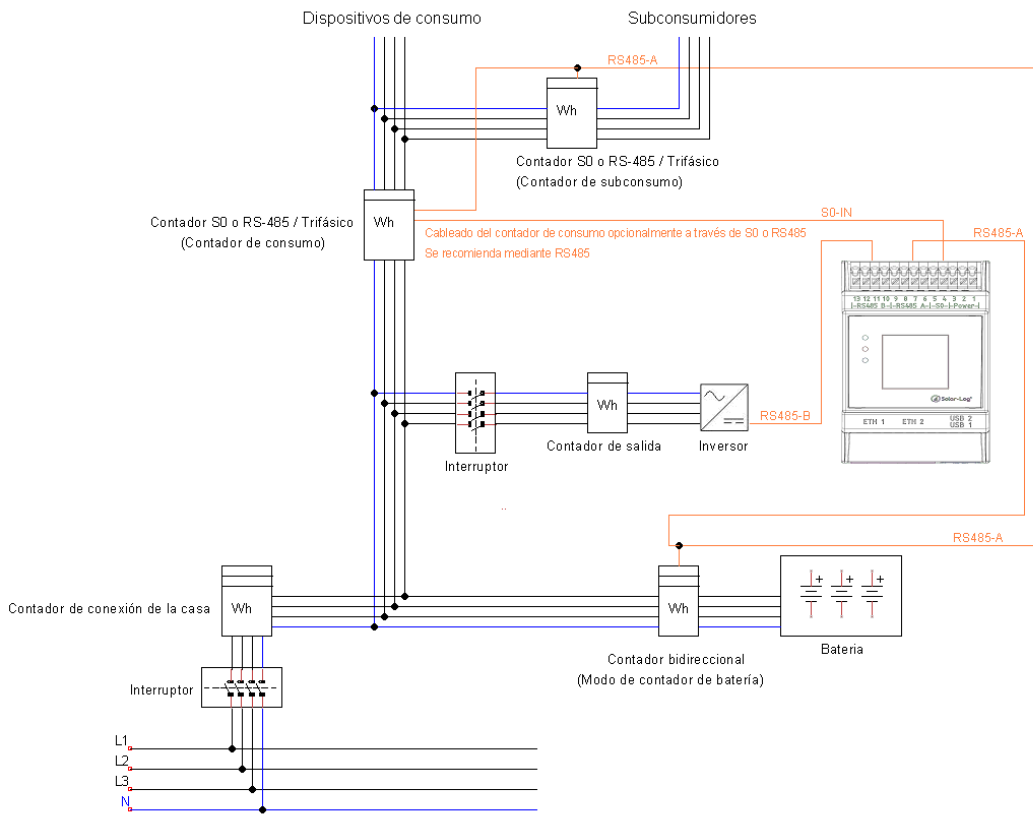 Dispositivos de consumo
Subconsumidores
RS485-A
Wh
Contador S0 o RS-485 / Trifásico
(Contador de subconsumo)
Contador S0 o RS-485 / Trifásico
(Contador de consumo)
Wh
S0-IN
Cableado del contador de consumo opcionalmente a través de S0 o RS485
Se recomienda mediante RS485
RS485-A
13 12 11 10 9 8 7 6 5 4 3 2 1
|-RS485 B-|-RS485 A-|-S0-|-Power-|
Solar-Log®
ETH 1 ETH 2 USB 2
USB 1
Wh
RS485-B
Interruptor
Contador de salida
Inversor
..
RS485-A
Contador de conexión de la casa
Wh
Wh
+ + +
Bateria
Contador bidireccional
(Modo de contador de batería)
Interruptor
L1
L2
L3
N